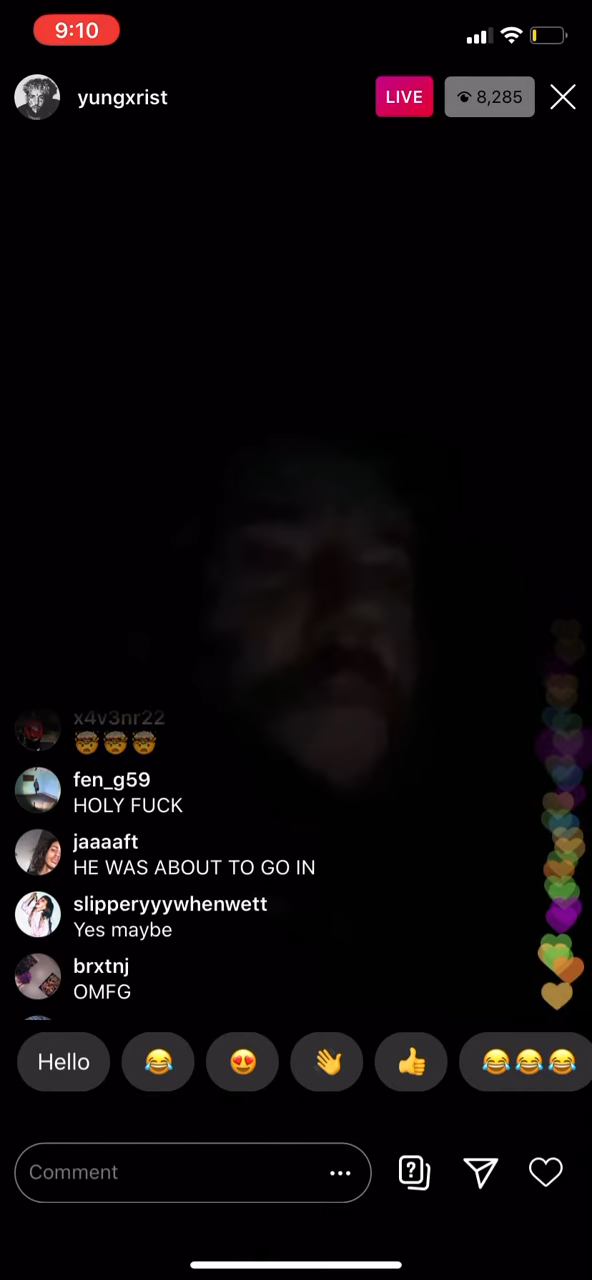 9:10
yungxrist
LIVE
8,285
x4v3nr22
🤯🤯🤯
fen_g59
HOLY FUCK
jaaaaft
HE WAS ABOUT TO GO IN
slipperyyywhenwett
Yes maybe
brxtnj
OMFG
Hello
😂
😍
👋
👍
😂😂😂
Comment